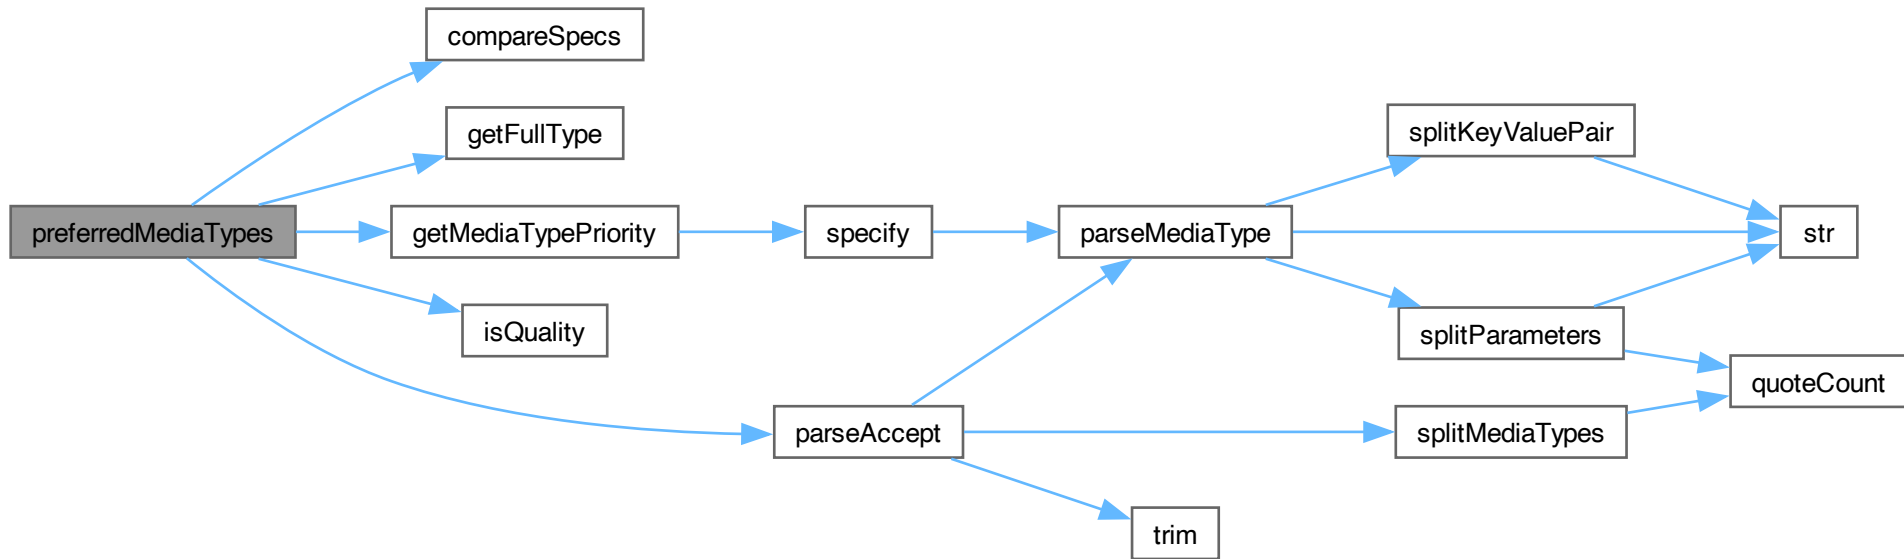 compareSpecs
getFullType
splitKeyValuePair
preferredMediaTypes
getMediaTypePriority
specify
parseMediaType
str
isQuality
splitParameters
quoteCount
parseAccept
splitMediaTypes
trim